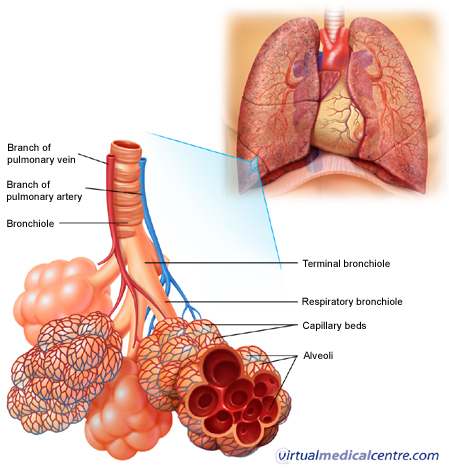 Branch of
pulmonary vein
Branch of
pulmonary artery
Bronchiole
Terminal bronchiole
Respiratory bronchiole
Capillary beds
Alveoli
virtualmedicalcentre.com